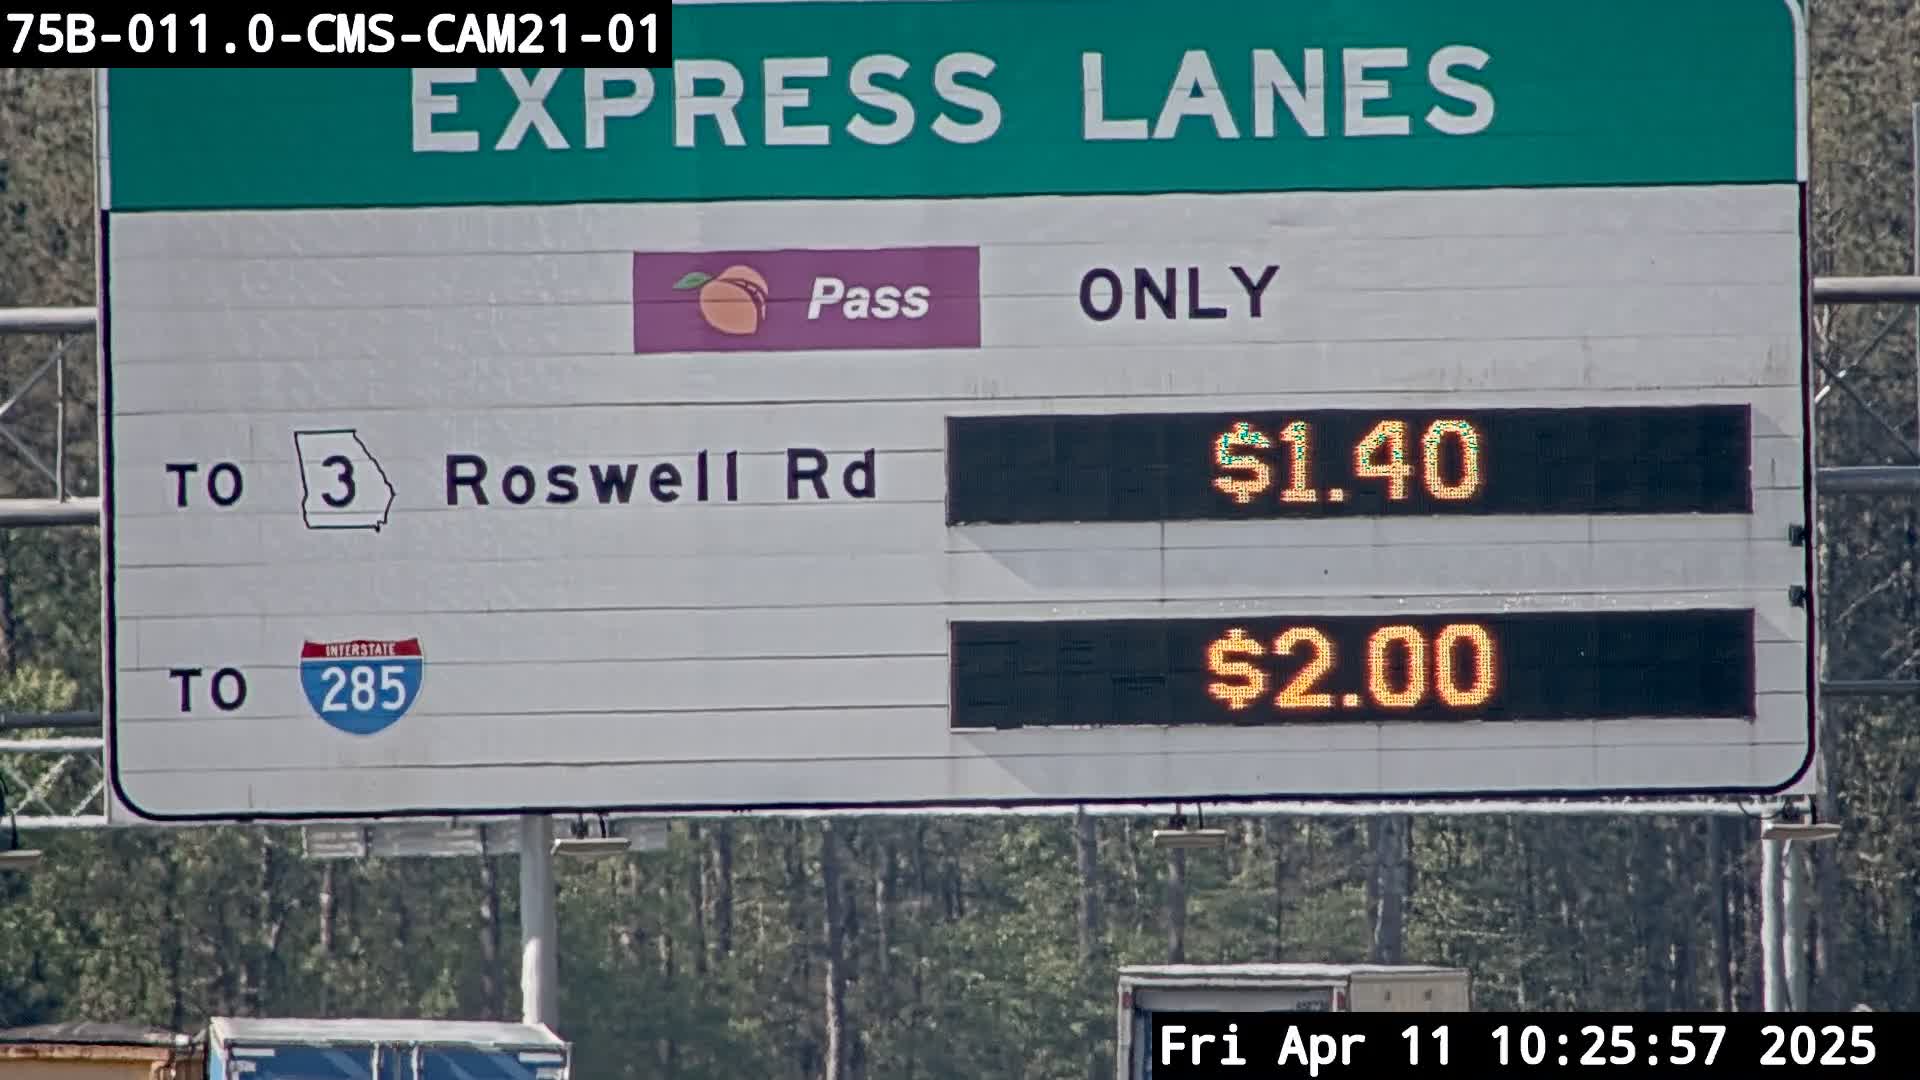 75B-011.0-CMS-CAM21-01
EXPRESS LANES
Pass ONLY
TO 3 Roswell Rd $1.40
INTERSTATE
TO 285 $2.00
Fri Apr 11 10:25:57 2025